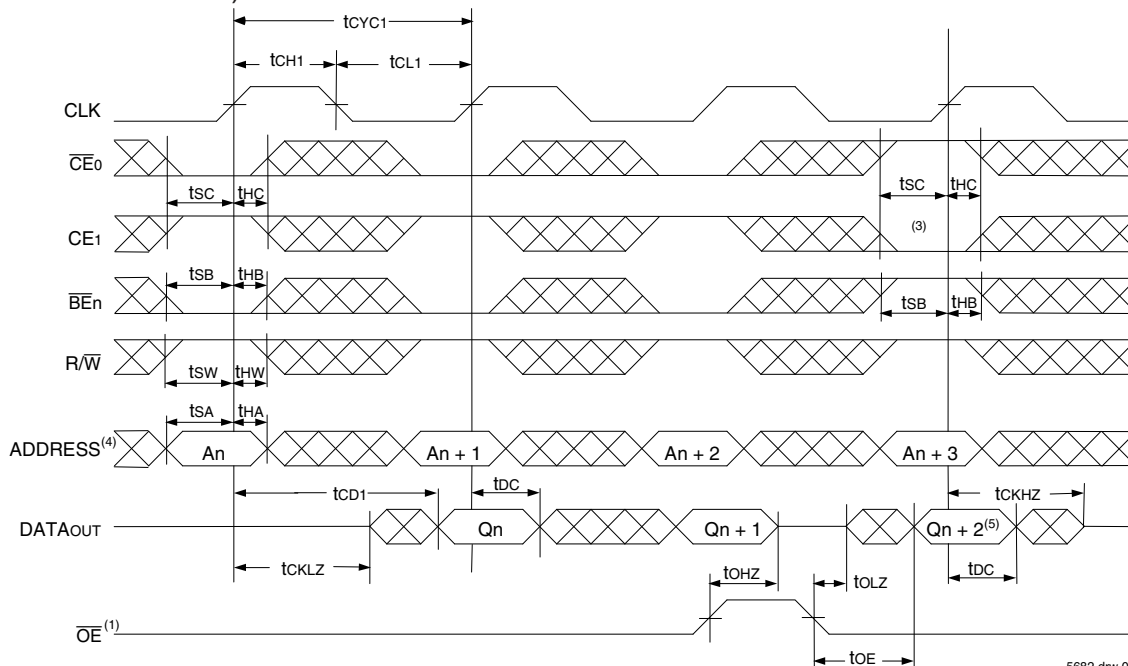 tCYC1
tCH1 tCL1
CLK
CE0
tSC tHC tSC tHC
CE1 (3)
tSB tHB
BEn tSB tHB
R/W
tSW tHW
tSA tHA
ADDRESS(4) An An + 1 An + 2 An + 3
tCD1 tDC tCKHZ
DATAOUT Qn Qn + 1 Qn + 2(5)
tCKLZ tOHZ tOLZ tDC
OE(1)
tOE